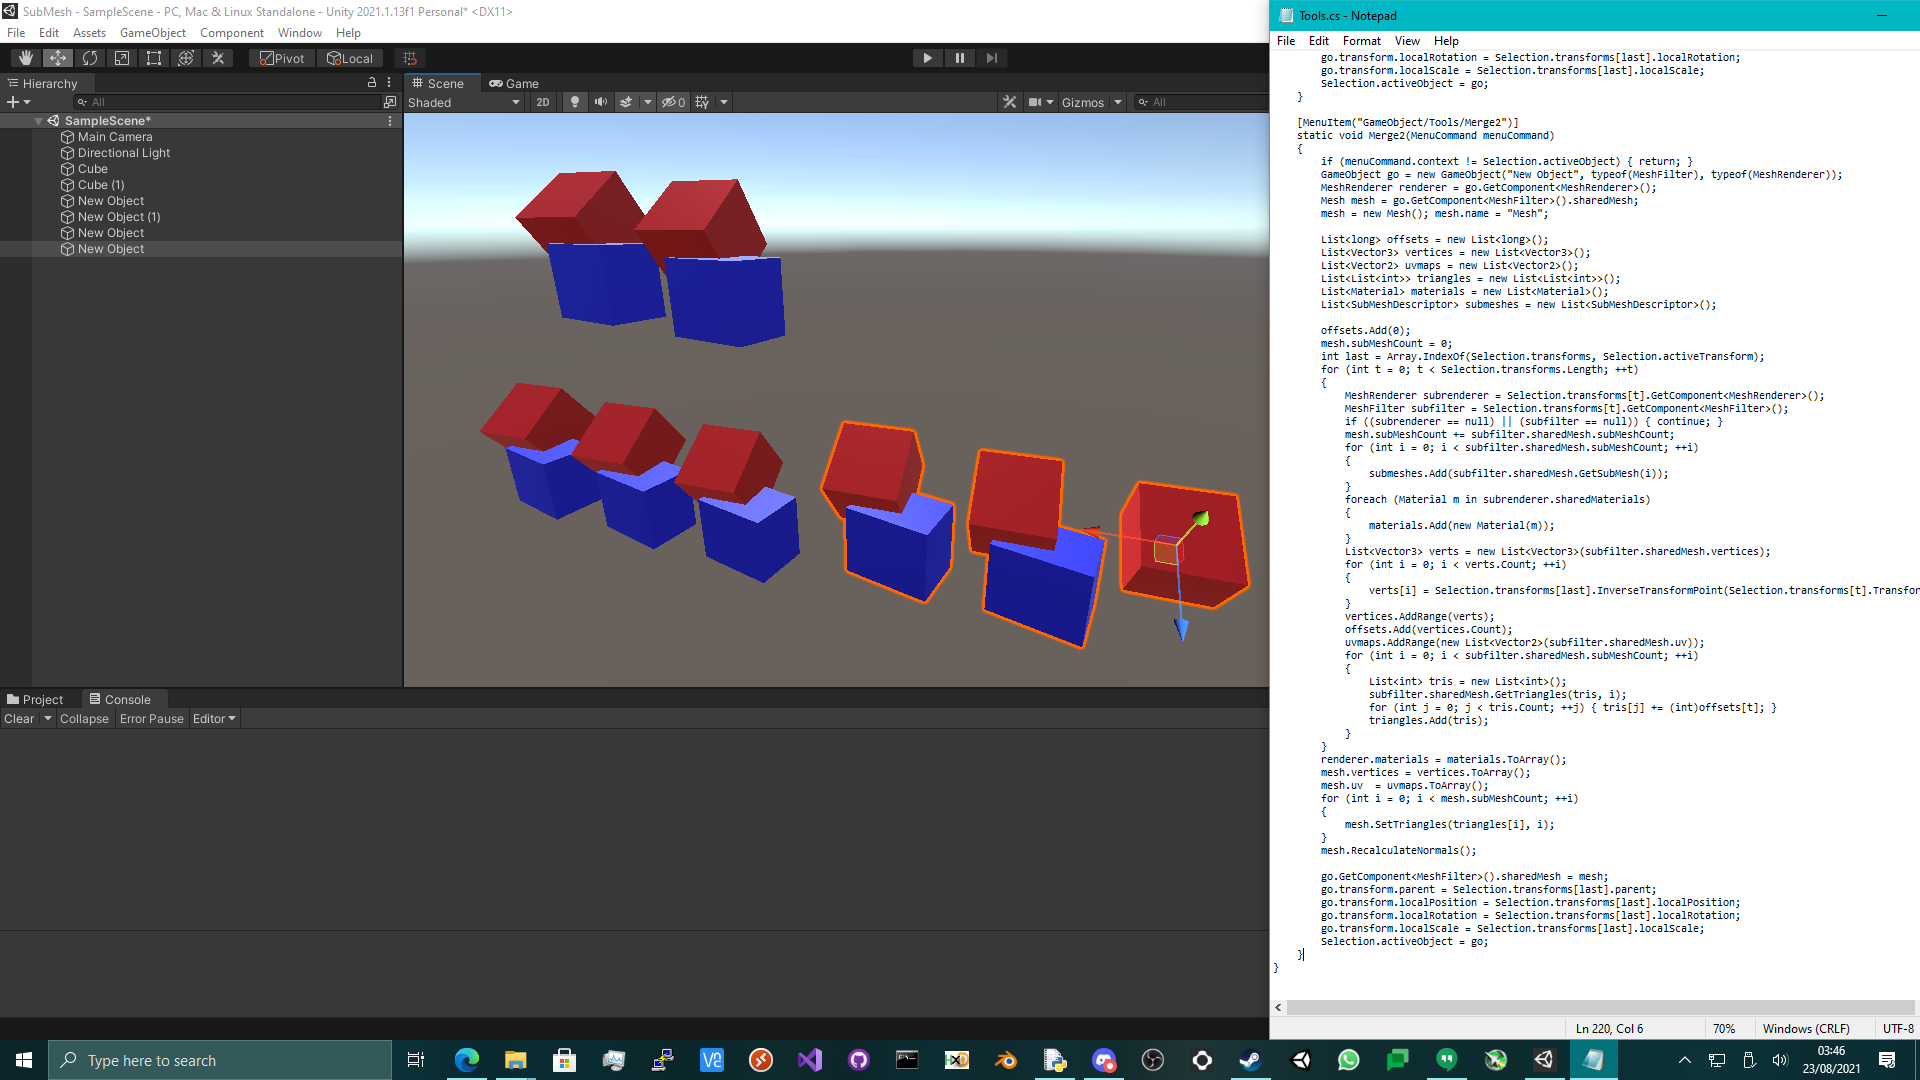 SubMesh - SampleScene - PC, Mac & Linux Standalone - Unity 2021.1.13f1 Personal* <DX11>
File Edit Assets GameObject Component Window Help
Pivot Local
Hierarchy
All
SampleScene*
Main Camera
Directional Light
Cube
Cube (1)
New Object
New Object (1)
New Object
New Object
Scene Game
Shaded 2D 0 Gizmos All
Project Console
Clear Collapse Error Pause Editor
Tools.cs - Notepad
File Edit Format View Help
go.transform.localRotation = Selection.transforms[last].localRotation;
go.transform.localScale = Selection.transforms[last].localScale;
Selection.activeObject = go;
}
[MenuItem("GameObject/Tools/Merge2")]
static void Merge2(MenuCommand menuCommand)
{
if (menuCommand.context != Selection.activeObject) { return; }
GameObject go = new GameObject("New Object", typeof(MeshFilter), typeof(MeshRenderer));
MeshRenderer renderer = go.GetComponent<MeshRenderer>();
Mesh mesh = go.GetComponent<MeshFilter>().sharedMesh;
mesh = new Mesh(); mesh.name = "Mesh";
List<long> offsets = new List<long>();
List<Vector3> vertices = new List<Vector3>();
List<Vector2> uvmaps = new List<Vector2>();
List<List<int>> triangles = new List<List<int>>();
List<Material> materials = new List<Material>();
List<SubMeshDescriptor> submeshes = new List<SubMeshDescriptor>();
offsets.Add(0);
mesh.subMeshCount = 0;
int last = Array.IndexOf(Selection.transforms, Selection.activeTransform);
for (int t = 0; t < Selection.transforms.Length; ++t)
{
MeshRenderer subrenderer = Selection.transforms[t].GetComponent<MeshRenderer>();
MeshFilter subfilter = Selection.transforms[t].GetComponent<MeshFilter>();
if ((subrenderer == null) || (subfilter == null)) { continue; }
mesh.subMeshCount += subfilter.sharedMesh.subMeshCount;
for (int i = 0; i < subfilter.sharedMesh.subMeshCount; ++i)
{
submeshes.Add(subfilter.sharedMesh.GetSubMesh(i));
}
foreach (Material m in subrenderer.sharedMaterials)
{
materials.Add(new Material(m));
}
List<Vector3> verts = new List<Vector3>(subfilter.sharedMesh.vertices);
for (int i = 0; i < verts.Count; ++i)
{
verts[i] = Selection.transforms[last].InverseTransformPoint(Selection.transforms[t].Transfor
}
vertices.AddRange(verts);
offsets.Add(vertices.Count);
uvmaps.AddRange(new List<Vector2>(subfilter.sharedMesh.uv));
for (int i = 0; i < subfilter.sharedMesh.subMeshCount; ++i)
{
List<int> tris = new List<int>();
subfilter.sharedMesh.GetTriangles(tris, i);
for (int j = 0; j < tris.Count; ++j) { tris[j] += (int)offsets[t]; }
triangles.Add(tris);
}
}
renderer.materials = materials.ToArray();
mesh.vertices = vertices.ToArray();
mesh.uv  = uvmaps.ToArray();
for (int i = 0; i < mesh.subMeshCount; ++i)
{
mesh.SetTriangles(triangles[i], i);
}
mesh.RecalculateNormals();
go.GetComponent<MeshFilter>().sharedMesh = mesh;
go.transform.parent = Selection.transforms[last].parent;
go.transform.localPosition = Selection.transforms[last].localPosition;
go.transform.localRotation = Selection.transforms[last].localRotation;
go.transform.localScale = Selection.transforms[last].localScale;
Selection.activeObject = go;
}
}
Ln 220, Col 6 70% Windows (CRLF) UTF-8
Type here to search
03:46
23/08/2021